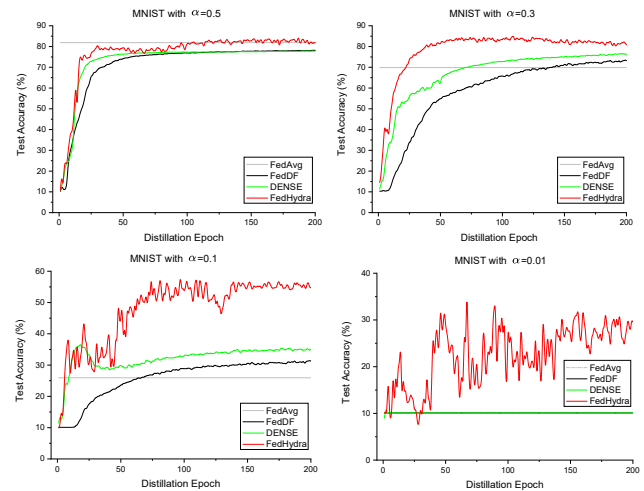 MNIST with α=0.5
Test Accuracy (%)
90
80
70
60
50
40
30
20
10
0
50
100
150
200
FedAvg
FedDF
DENSE
FedHydra
Distillation Epoch
MNIST with α=0.3
Test Accuracy (%)
90
80
70
60
50
40
30
20
10
0
50
100
150
200
FedAvg
FedDF
DENSE
FedHydra
Distillation Epoch
MNIST with α=0.1
Test Accuracy (%)
60
50
40
30
20
10
0
0
50
100
150
200
FedAvg
FedDF
DENSE
FedHydra
Distillation Epoch
MNIST with α=0.01
Test Accuracy (%)
40
30
20
10
0
0
50
100
150
200
FedAvg
FedDF
DENSE
FedHydra
Distillation Epoch